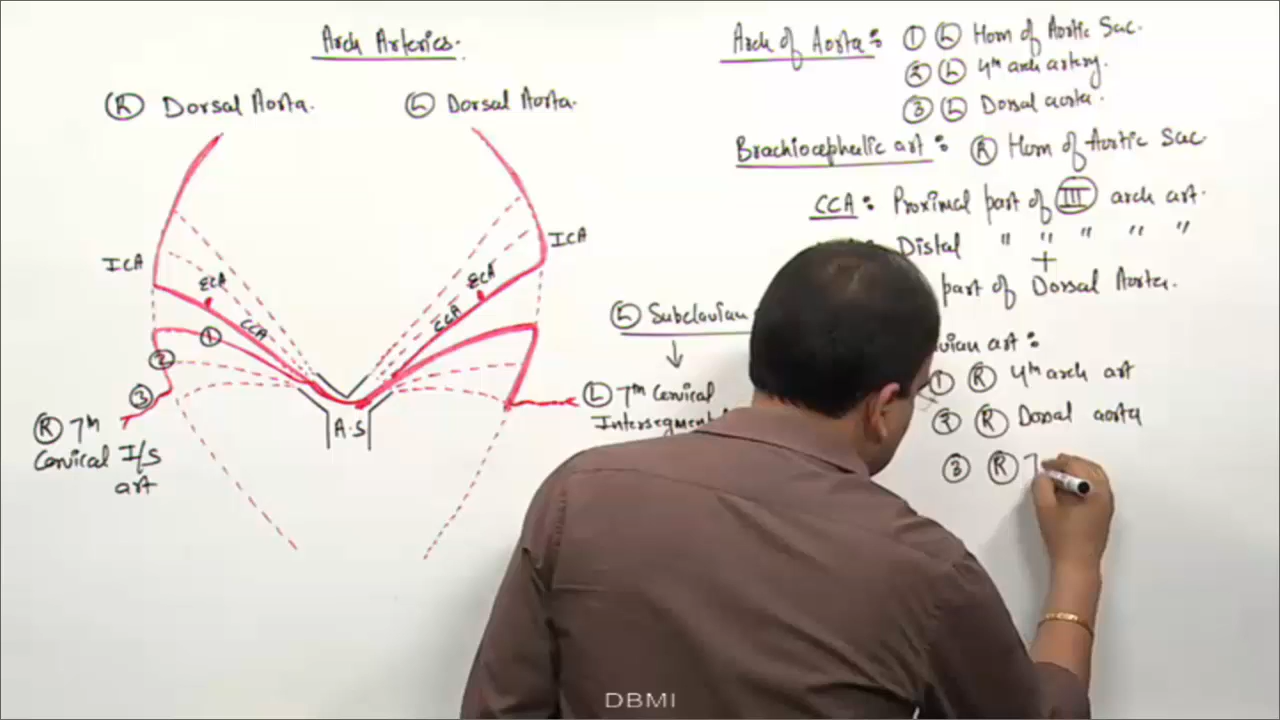 Arch Arteries.
Ⓡ Dorsal Aorta.
Ⓛ Dorsal Aorta.
ICA
ICA
ECA
ECA
CCA
CCA
①
②
③
A.S
Ⓡ 7th
Cervical I/S
art
Ⓛ Subclavian
↓
Ⓛ 7th Cervical
Arch of Aorta: ① Ⓛ Horn of Aortic Sac.
② Ⓛ 4th arch artery.
③ Ⓛ Dorsal aorta.
Brachiocephalic art: Ⓡ Horn of Aortic Sac
CCA: Proximal part of III arch art.
Distal " " " " "
+
part of Dorsal Aorta.
art:
① Ⓡ 4th arch art
② Ⓡ Dorsal aorta
③ Ⓡ
DBMI